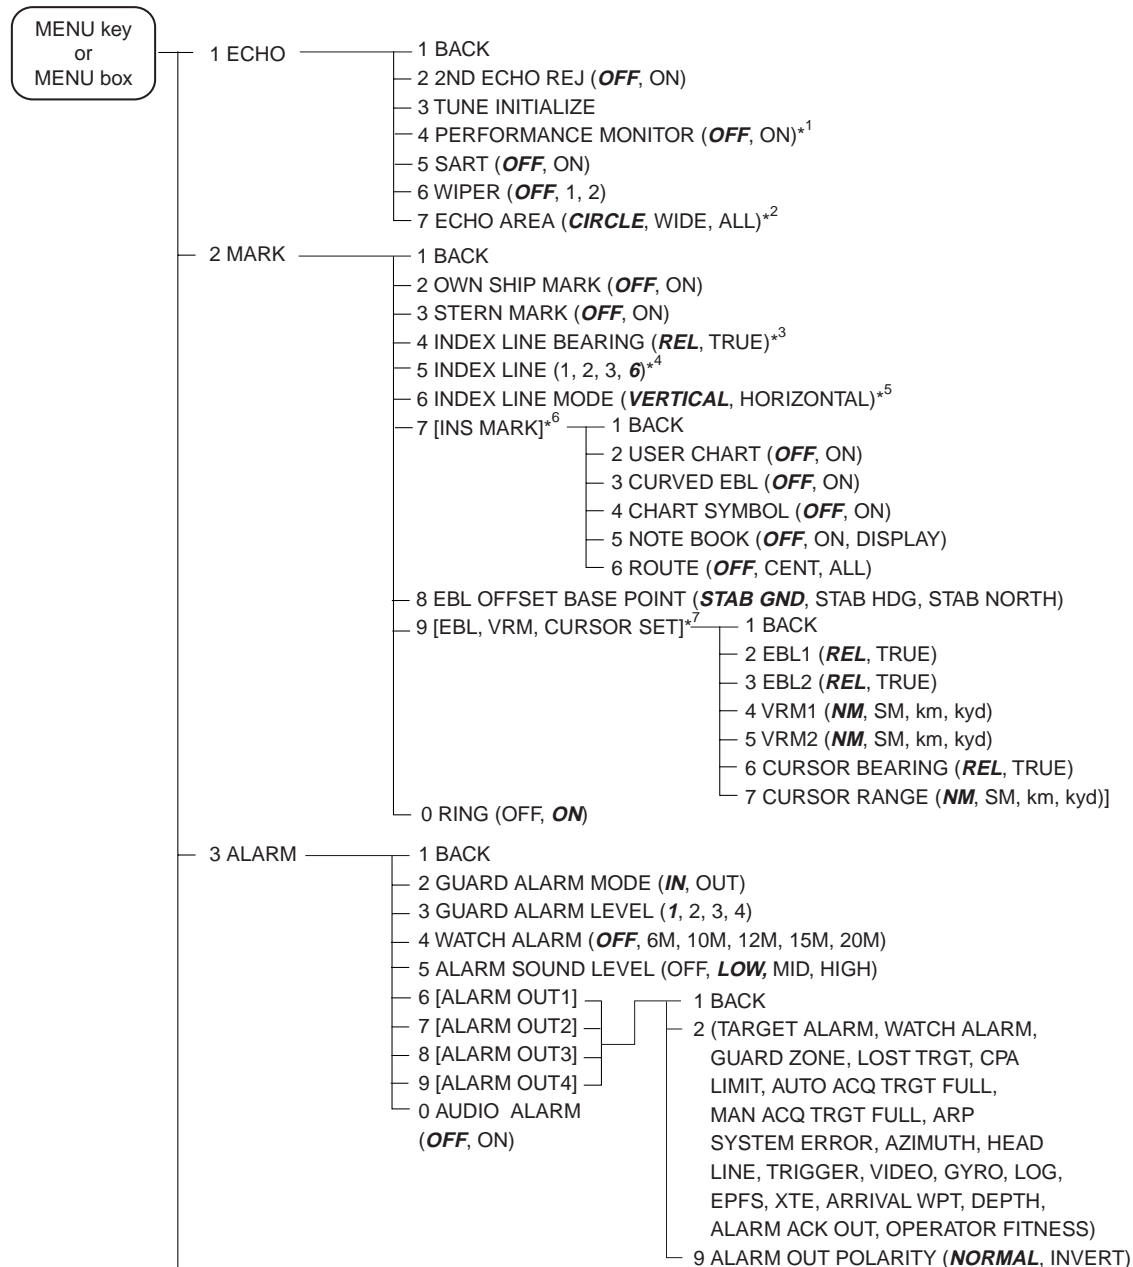 MENU key
or
MENU box
1 ECHO
1 BACK
2 2ND ECHO REJ (OFF, ON)
3 TUNE INITIALIZE
4 PERFORMANCE MONITOR (OFF, ON)*1
5 SART (OFF, ON)
6 WIPER (OFF, 1, 2)
7 ECHO AREA (CIRCLE, WIDE, ALL)*2
2 MARK
1 BACK
2 OWN SHIP MARK (OFF, ON)
3 STERN MARK (OFF, ON)
4 INDEX LINE BEARING (REL, TRUE)*3
5 INDEX LINE (1, 2, 3, 6)*4
6 INDEX LINE MODE (VERTICAL, HORIZONTAL)*5
7 [INS MARK]*6
1 BACK
2 USER CHART (OFF, ON)
3 CURVED EBL (OFF, ON)
4 CHART SYMBOL (OFF, ON)
5 NOTE BOOK (OFF, ON, DISPLAY)
6 ROUTE (OFF, CENT, ALL)
8 EBL OFFSET BASE POINT (STAB GND, STAB HDG, STAB NORTH)
9 [EBL, VRM, CURSOR SET]*7
1 BACK
2 EBL1 (REL, TRUE)
3 EBL2 (REL, TRUE)
4 VRM1 (NM, SM, km, kyd)
5 VRM2 (NM, SM, km, kyd)
6 CURSOR BEARING (REL, TRUE)
7 CURSOR RANGE (NM, SM, km, kyd)]
0 RING (OFF, ON)
3 ALARM
1 BACK
2 GUARD ALARM MODE (IN, OUT)
3 GUARD ALARM LEVEL (1, 2, 3, 4)
4 WATCH ALARM (OFF, 6M, 10M, 12M, 15M, 20M)
5 ALARM SOUND LEVEL (OFF, LOW, MID, HIGH)
6 [ALARM OUT1]
7 [ALARM OUT2]
8 [ALARM OUT3]
9 [ALARM OUT4]
0 AUDIO ALARM
(OFF, ON)
1 BACK
2 (TARGET ALARM, WATCH ALARM,
GUARD ZONE, LOST TRGT, CPA
LIMIT, AUTO ACQ TRGT FULL,
MAN ACQ TRGT FULL, ARP
SYSTEM ERROR, AZIMUTH, HEAD
LINE, TRIGGER, VIDEO, GYRO, LOG,
EPFS, XTE, ARRIVAL WPT, DEPTH,
ALARM ACK OUT, OPERATOR FITNESS)
9 ALARM OUT POLARITY (NORMAL, INVERT)